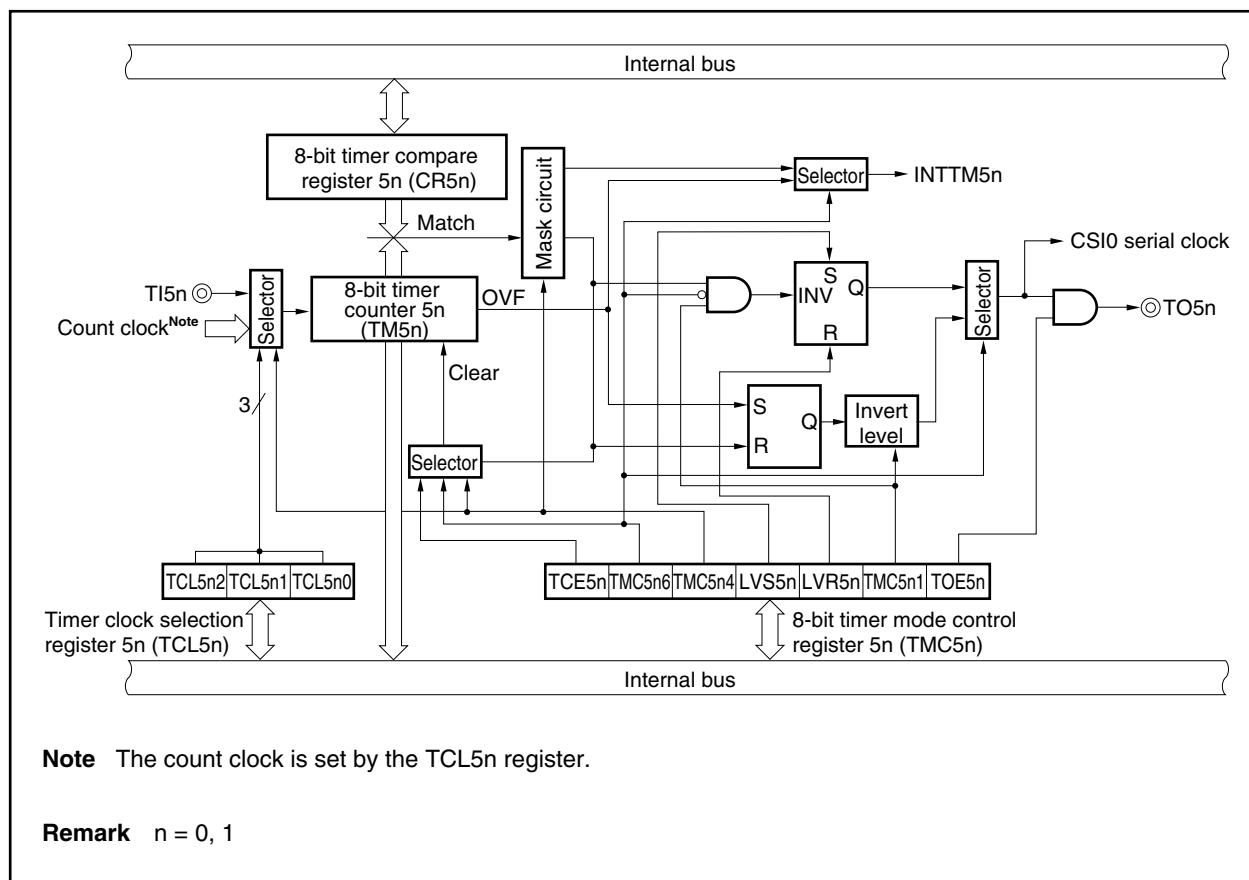 Internal bus
8-bit timer compare
register 5n (CR5n)
Match
Mask circuit
Selector
INTTM5n
CSI0 serial clock
TI5n
Count clockNote
Selector
8-bit timer
counter 5n
(TM5n)
OVF
Clear
S
INV
Q
R
Selector
TO5n
3
S
Q
R
Invert
level
Selector
TCL5n2 TCL5n1 TCL5n0
TCE5n TMC5n6 TMC5n4 LVS5n LVR5n TMC5n1 TOE5n
Timer clock selection
register 5n (TCL5n)
8-bit timer mode control
register 5n (TMC5n)
Internal bus
Note The count clock is set by the TCL5n register.
Remark n = 0, 1